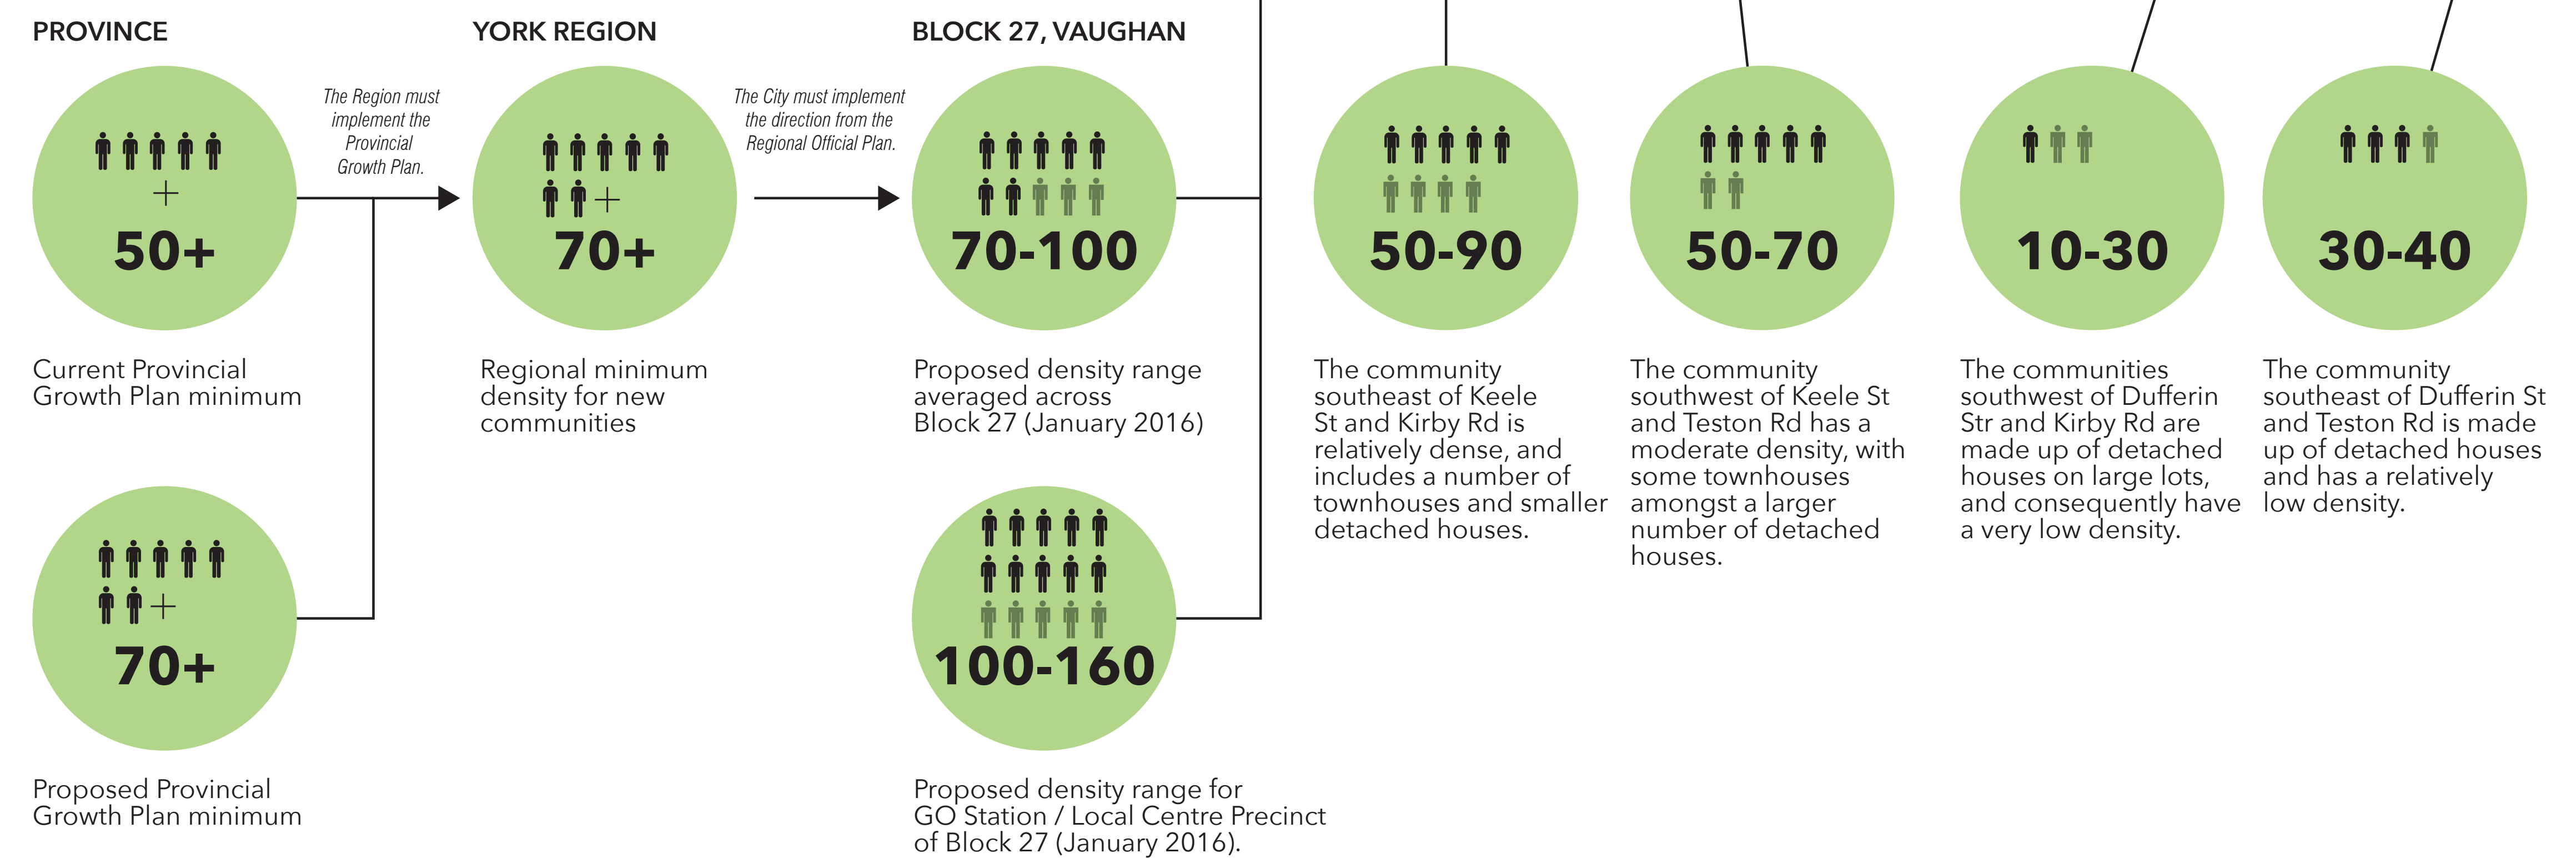 PROVINCE
50+
Current Provincial
Growth Plan minimum
70+
Proposed Provincial
Growth Plan minimum
The Region must
implement the
Provincial
Growth Plan.
YORK REGION
70+
Regional minimum
density for new
communities
The City must implement
the direction from the
Regional Official Plan.
BLOCK 27, VAUGHAN
70-100
Proposed density range
averaged across
Block 27 (January 2016)
100-160
Proposed density range for
GO Station / Local Centre Precinct
of Block 27 (January 2016).
50-90
The community
southeast of Keele
St and Kirby Rd is
relatively dense, and
includes a number of
townhouses and smaller
detached houses.
50-70
The community
southwest of Keele St
and Teston Rd has a
moderate density, with
some townhouses
amongst a larger
number of detached
houses.
10-30
The communities
southwest of Dufferin
Str and Kirby Rd are
made up of detached
houses on large lots,
and consequently have
a very low density.
30-40
The community
southeast of Dufferin St
and Teston Rd is made
up of detached houses
and has a relatively
low density.